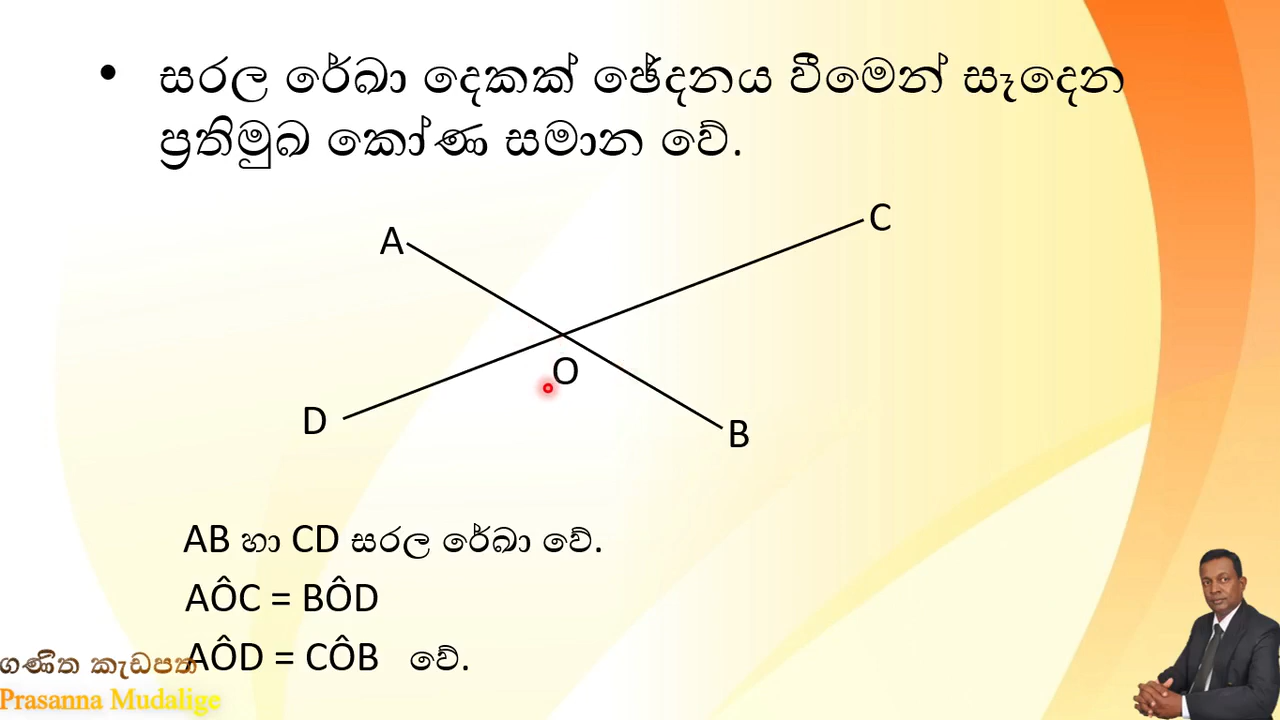 • සරල රේඛා දෙකක් ඡේදනය වීමෙන් සෑදෙන
ප්‍රතිමුඛ කෝණ සමාන වේ.
A
C
O
D
B
AB හා CD සරල රේඛා වේ.
AÔC = BÔD
AÔD = CÔB වේ.
ගණිත කැඩපත
Prasanna Mudalige